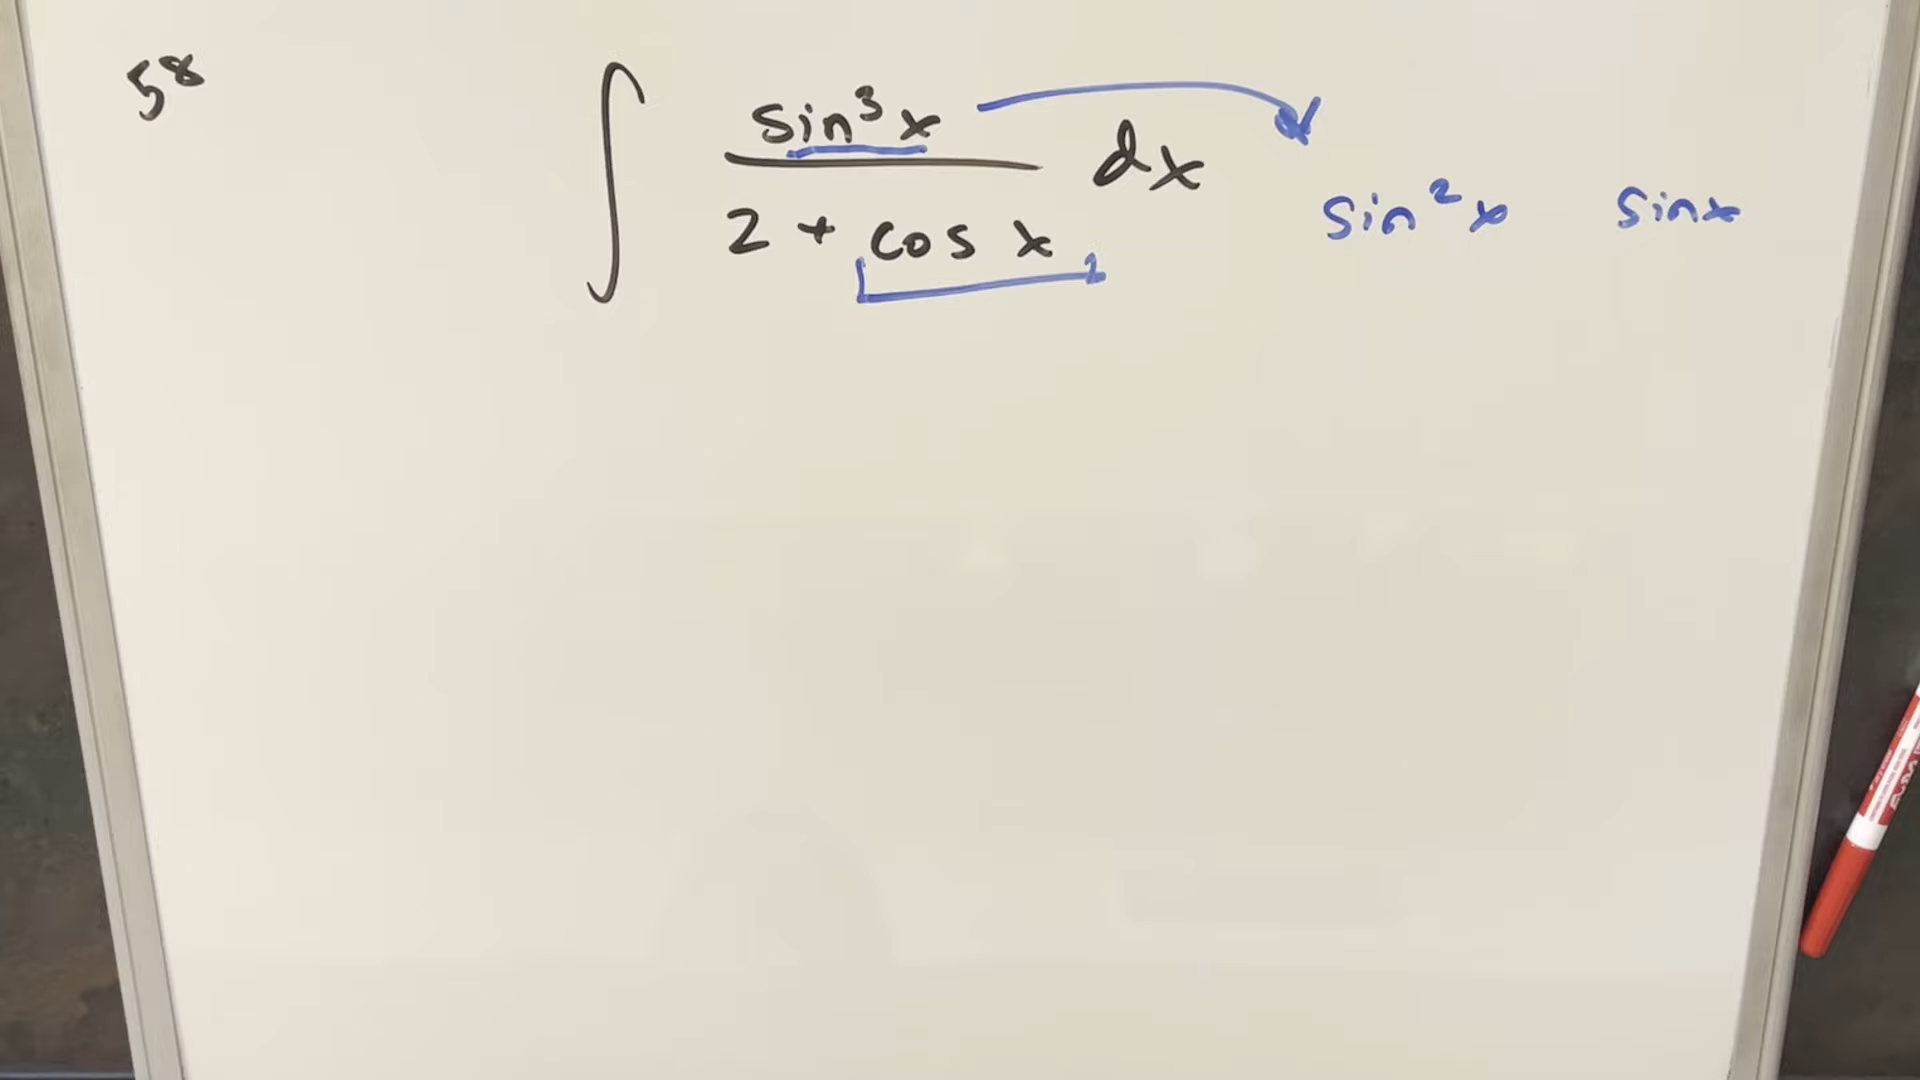 58
∫ sin³x / 2 + cos x dx
sin²x sinx